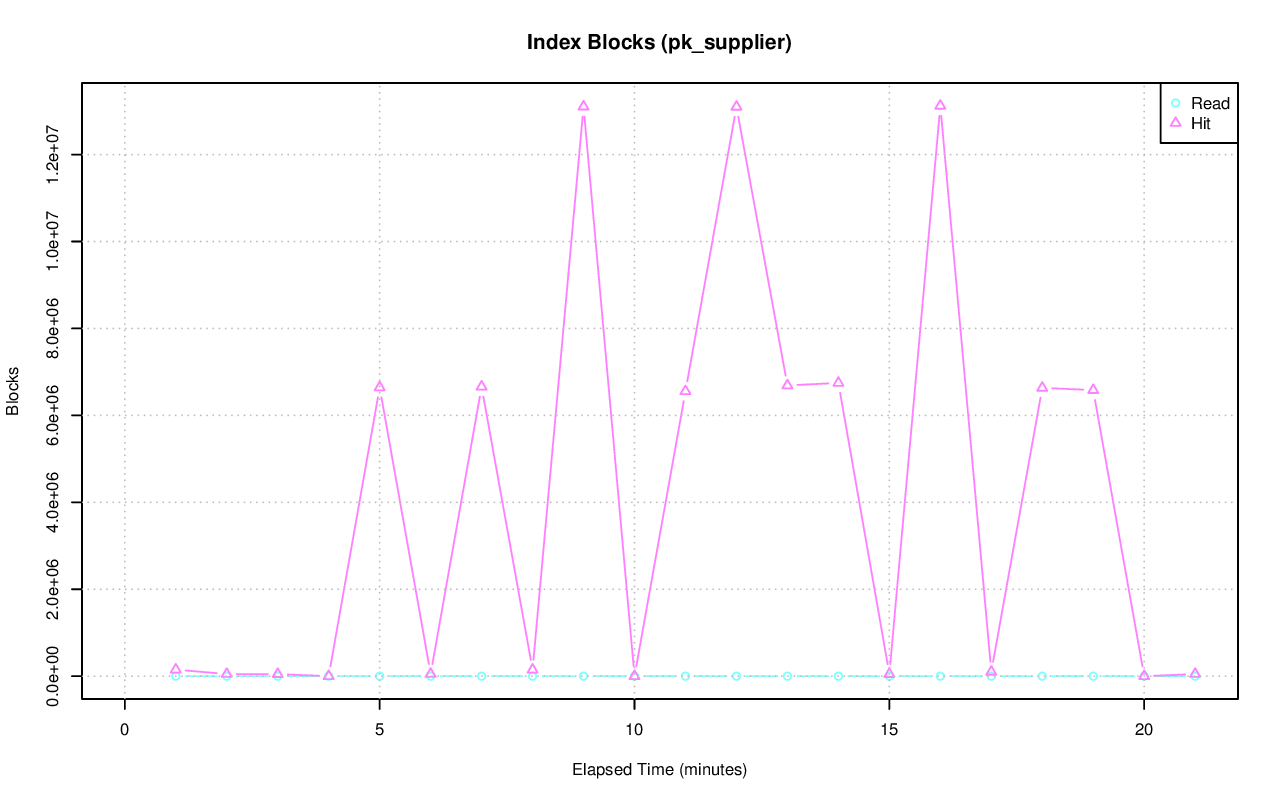 Index Blocks (pk_supplier)
Read
Hit
Blocks
1.2e+07
1.0e+07
8.0e+06
6.0e+06
4.0e+06
2.0e+06
0.0e+00
0 5 10 15 20
Elapsed Time (minutes)